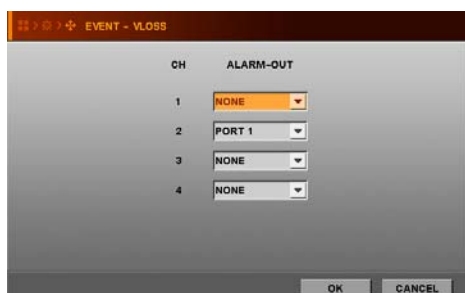 EVENT - VLOSS
CH ALARM-OUT
1 NONE
2 PORT 1
3 NONE
4 NONE
OK CANCEL